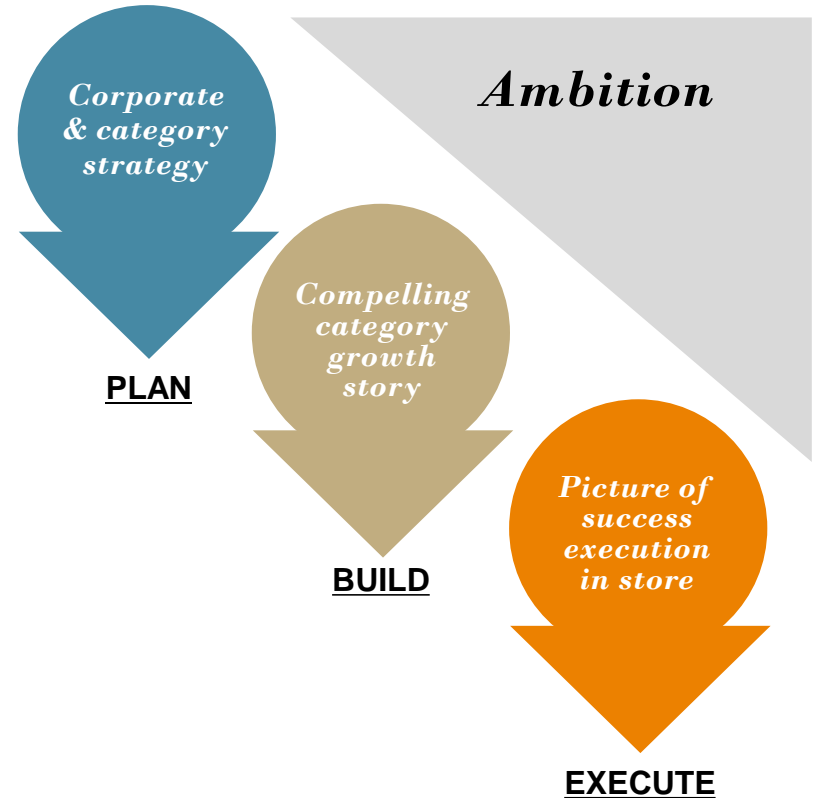 Ambition
Corporate
& category
strategy
PLAN
Compelling
category
growth
story
BUILD
Picture of
success
execution
in store
EXECUTE